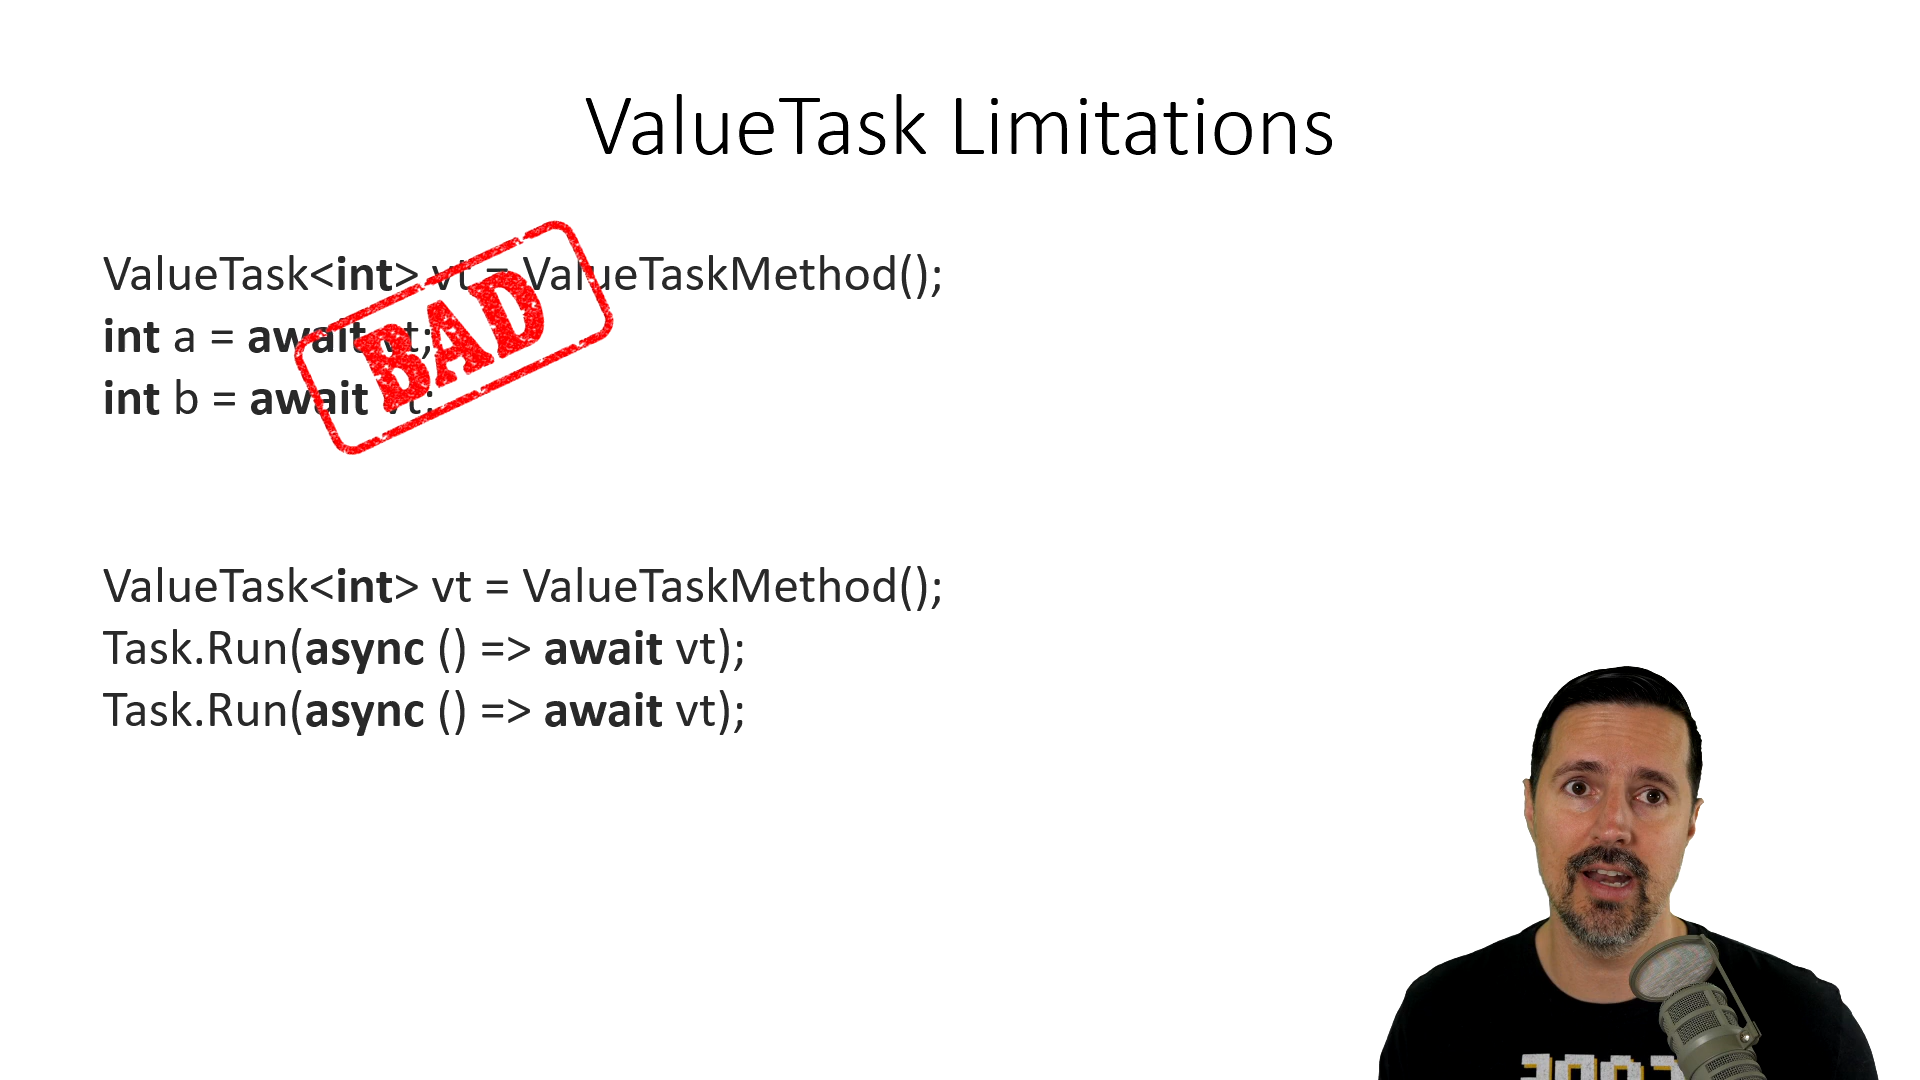 ValueTask Limitations
ValueTask<int> vt = ValueTaskMethod();
int a = await vt;
int b = await vt;
BAD
ValueTask<int> vt = ValueTaskMethod();
Task.Run(async () => await vt);
Task.Run(async () => await vt);